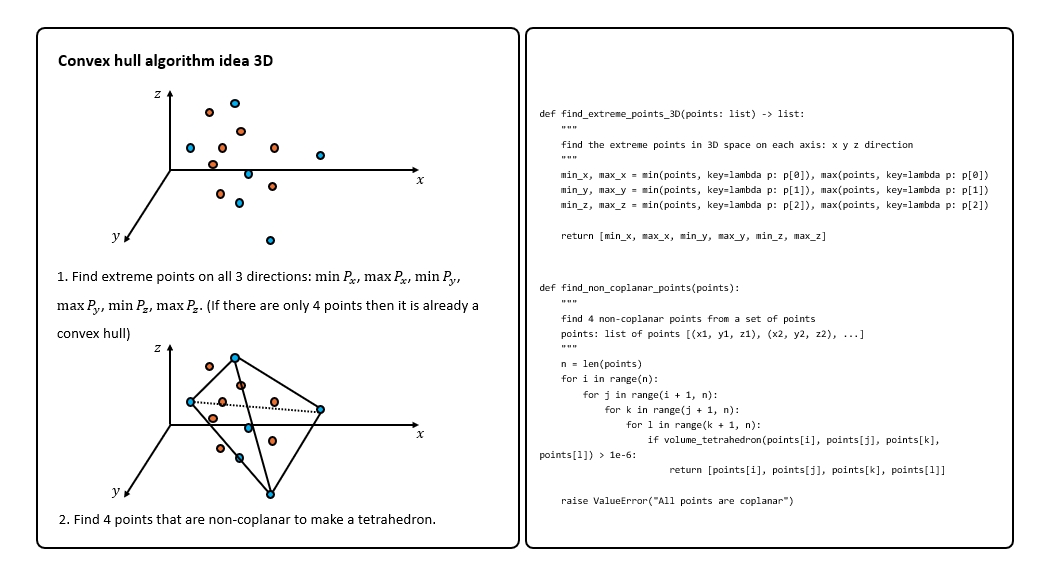 Convex hull algorithm idea 3D
z
x
y
1. Find extreme points on all 3 directions: min Pₓ, max Pₓ, min P_y,
max P_y, min P_z, max P_z. (If there are only 4 points then it is already a
convex hull)
z
x
y
2. Find 4 points that are non-coplanar to make a tetrahedron.
def find_extreme_points_3D(points: list) -> list:
    """
    find the extreme points in 3D space on each axis: x y z direction
    """
    min_x, max_x = min(points, key=lambda p: p[0]), max(points, key=lambda p: p[0])
    min_y, max_y = min(points, key=lambda p: p[1]), max(points, key=lambda p: p[1])
    min_z, max_z = min(points, key=lambda p: p[2]), max(points, key=lambda p: p[2])
    return [min_x, max_x, min_y, max_y, min_z, max_z]
def find_non_coplanar_points(points):
    """
    find 4 non-coplanar points from a set of points
    points: list of points [(x1, y1, z1), (x2, y2, z2), ...]
    """
    n = len(points)
    for i in range(n):
        for j in range(i + 1, n):
            for k in range(j + 1, n):
                for l in range(k + 1, n):
                    if volume_tetrahedron(points[i], points[j], points[k],
points[l]) > 1e-6:
                        return [points[i], points[j], points[k], points[l]]
    raise ValueError("All points are coplanar")